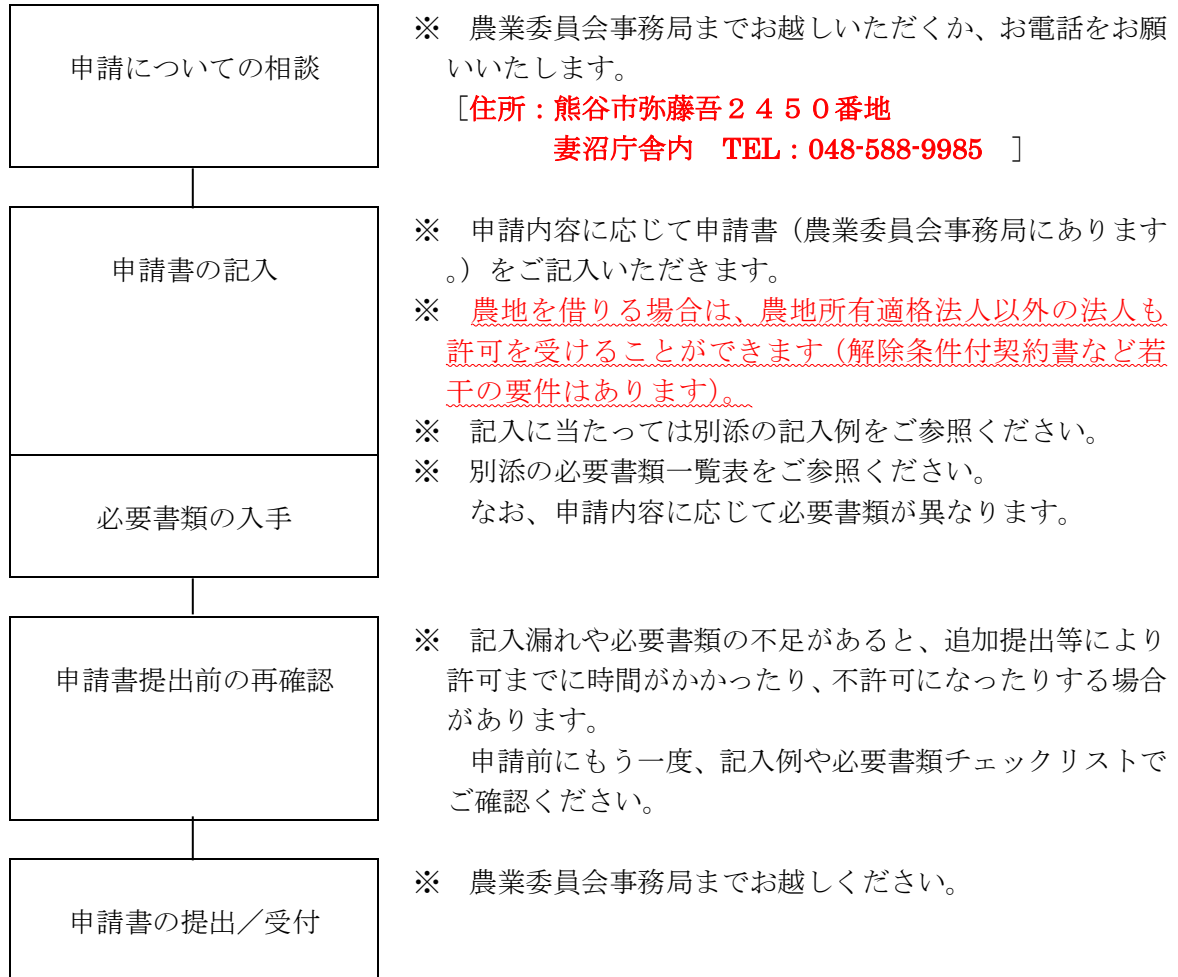 申請についての相談
※　農業委員会事務局までお越しいただくか、お電話をお願
いいたします。
［住所：熊谷市弥藤吾２４５０番地
妻沼庁舎内　TEL：048-588-9985　］
申請書の記入
※　申請内容に応じて申請書（農業委員会事務局にあります
。）をご記入いただきます。
※　農地を借りる場合は、農地所有適格法人以外の法人も
許可を受けることができます（解除条件付契約書など若
干の要件はあります）。
※　記入に当たっては別添の記入例をご参照ください。
必要書類の入手
※　別添の必要書類一覧表をご参照ください。
なお、申請内容に応じて必要書類が異なります。
申請書提出前の再確認
※　記入漏れや必要書類の不足があると、追加提出等により
許可までに時間がかかったり、不許可になったりする場合
があります。
申請前にもう一度、記入例や必要書類チェックリストで
ご確認ください。
申請書の提出／受付
※　農業委員会事務局までお越しください。